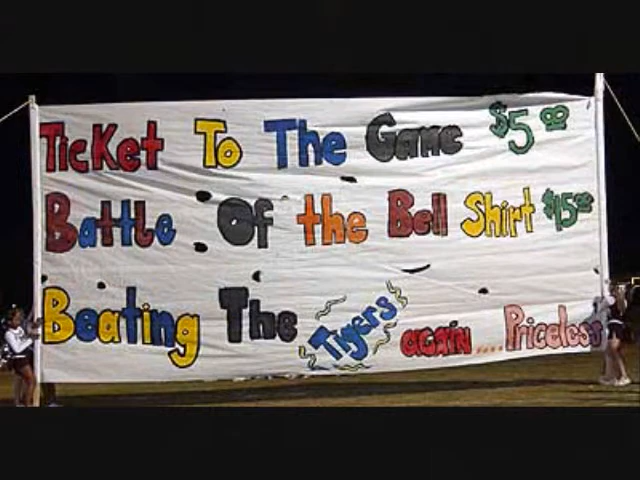 Ticket To The Game $5.00
Battle Of the Bell Shirt $15.00
Beating The Tigers again .... Priceless